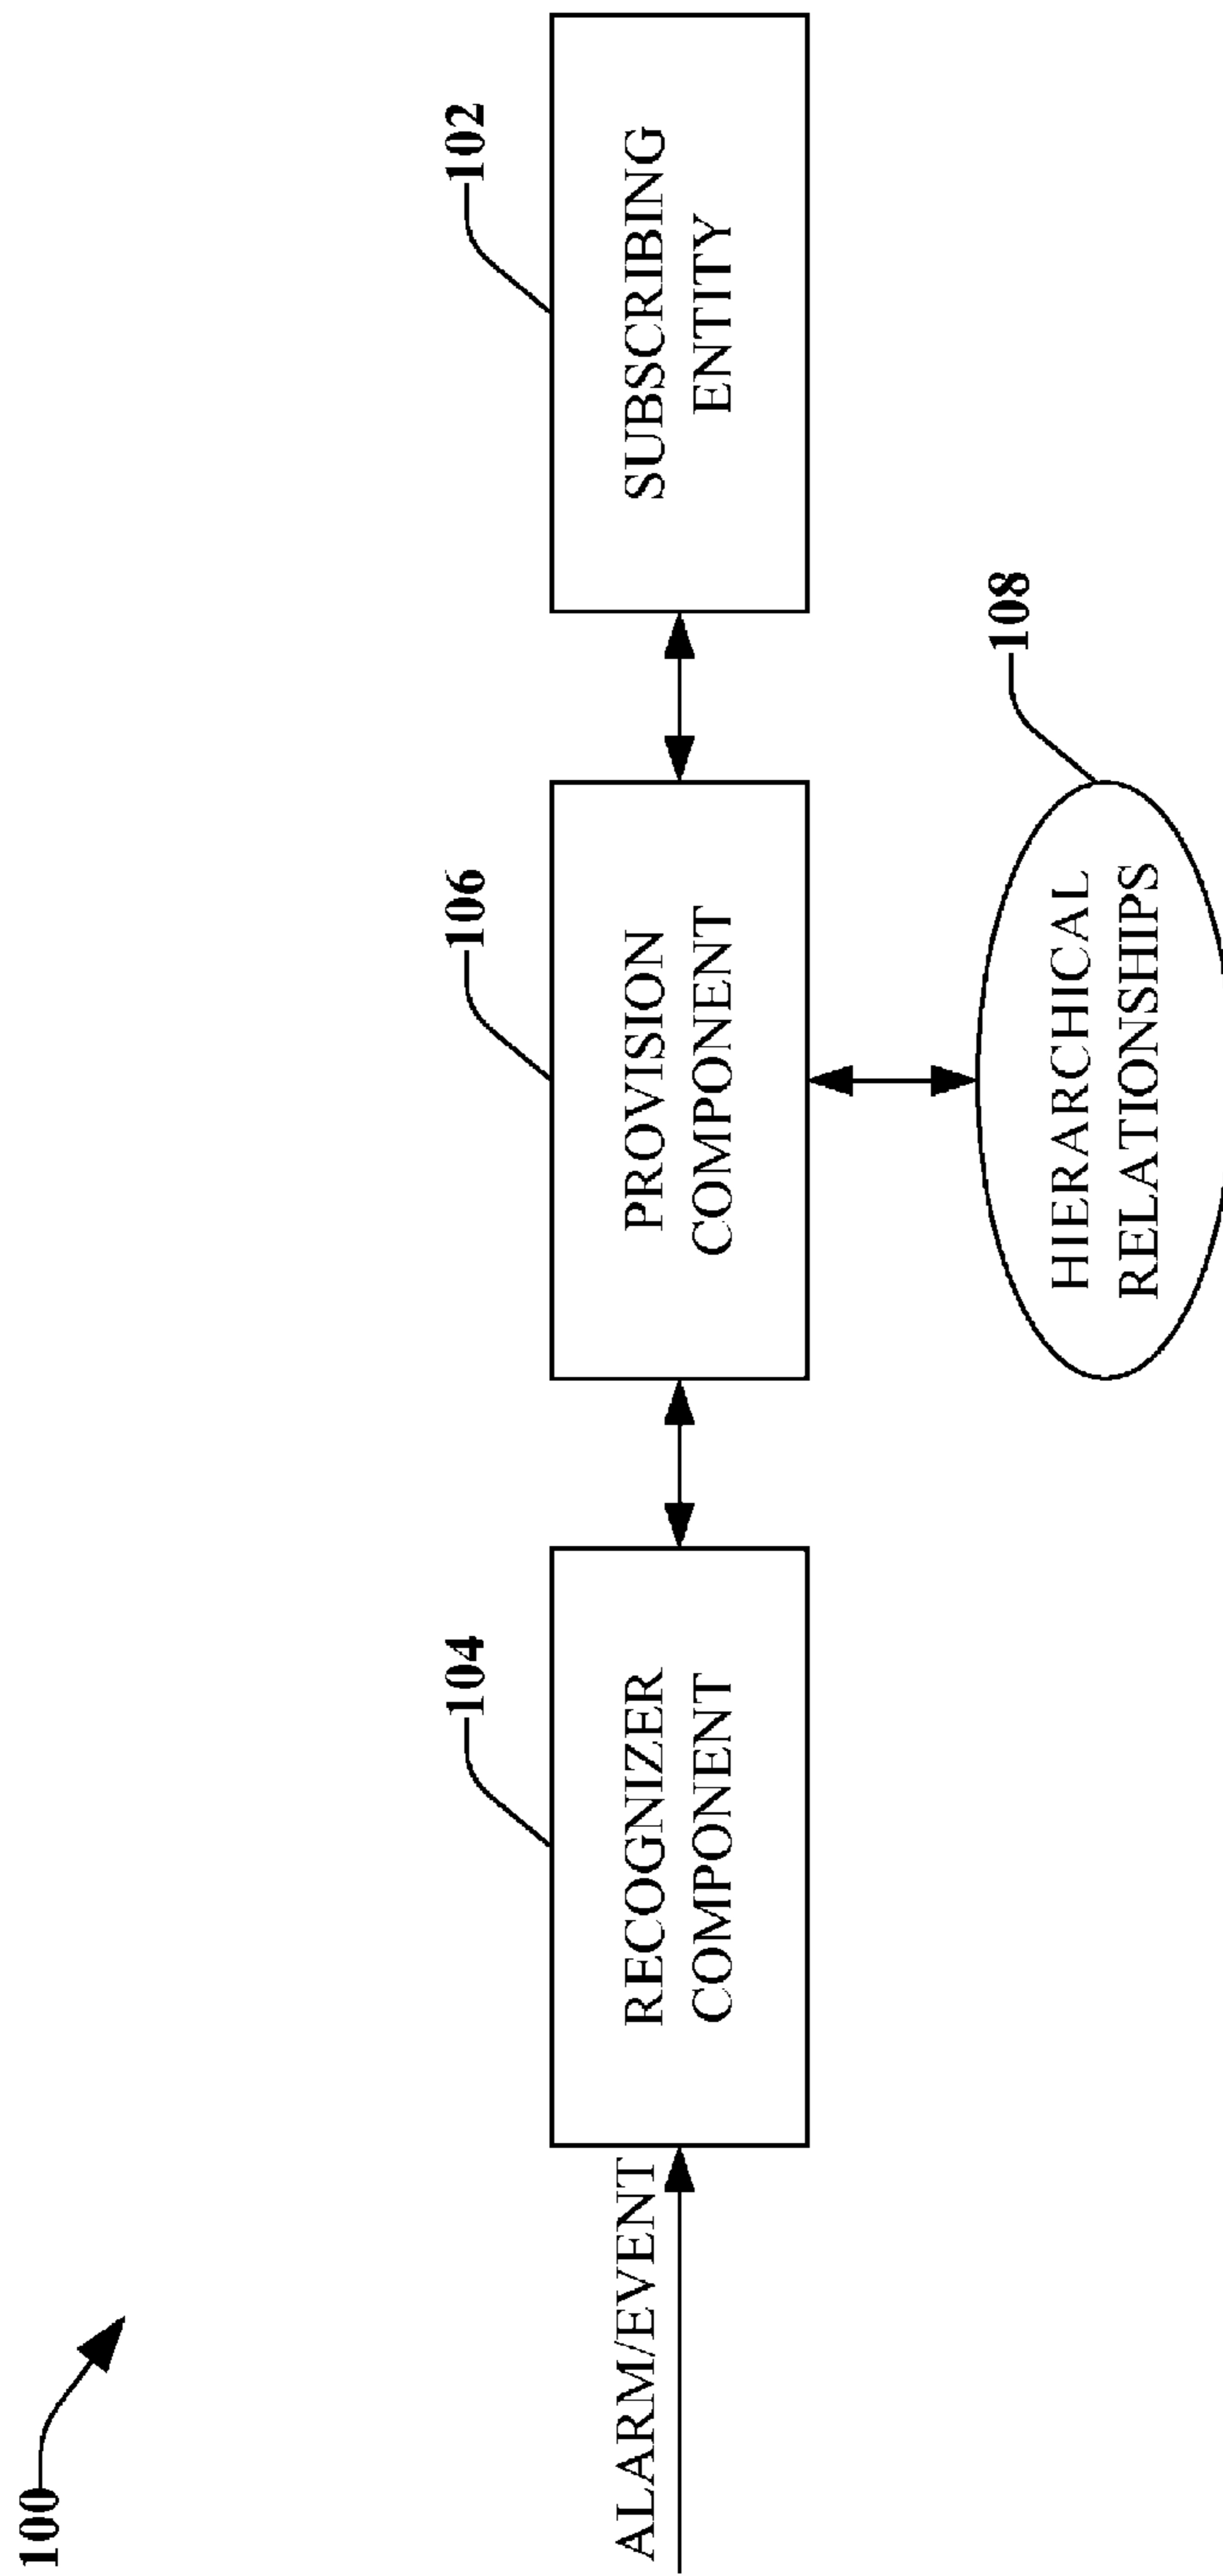 100
102
106
104
SUBSCRIBING
ENTITY
PROVISION
COMPONENT
RECOGNIZER
COMPONENT
ALARM/EVENT
108
HIERARCHICAL
RELATIONSHIPS